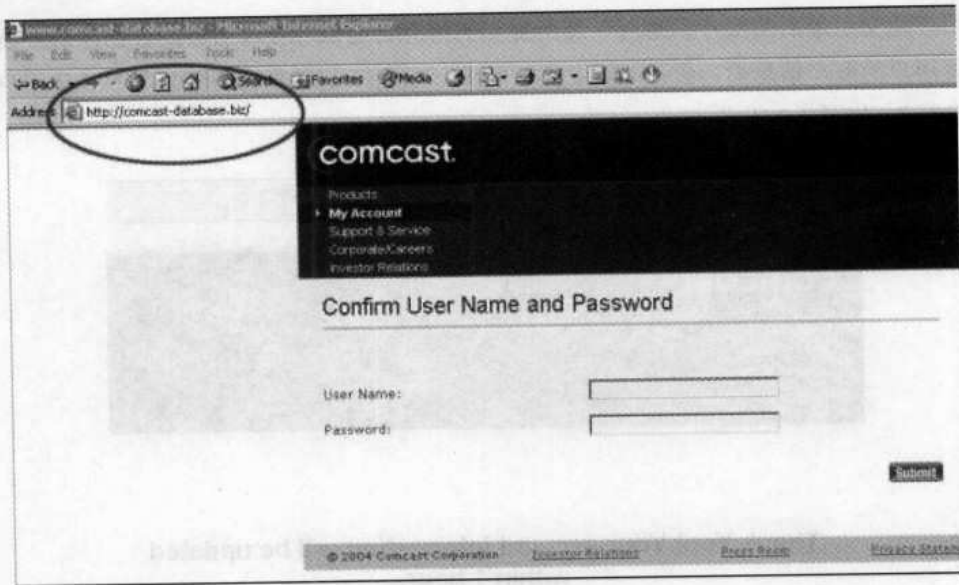 www.comcast-database.biz - Microsoft Internet Explorer
File Edit View Favorites Tools Help
Back Search Favorites Media
Address http://comcast-database.biz/
comcast.
Products
My Account
Support & Service
Corporate/Careers
Investor Relations
Confirm User Name and Password
User Name:
Password:
Submit
© 2004 Comcast Corporation Investor Relations Press Room Privacy
be updated